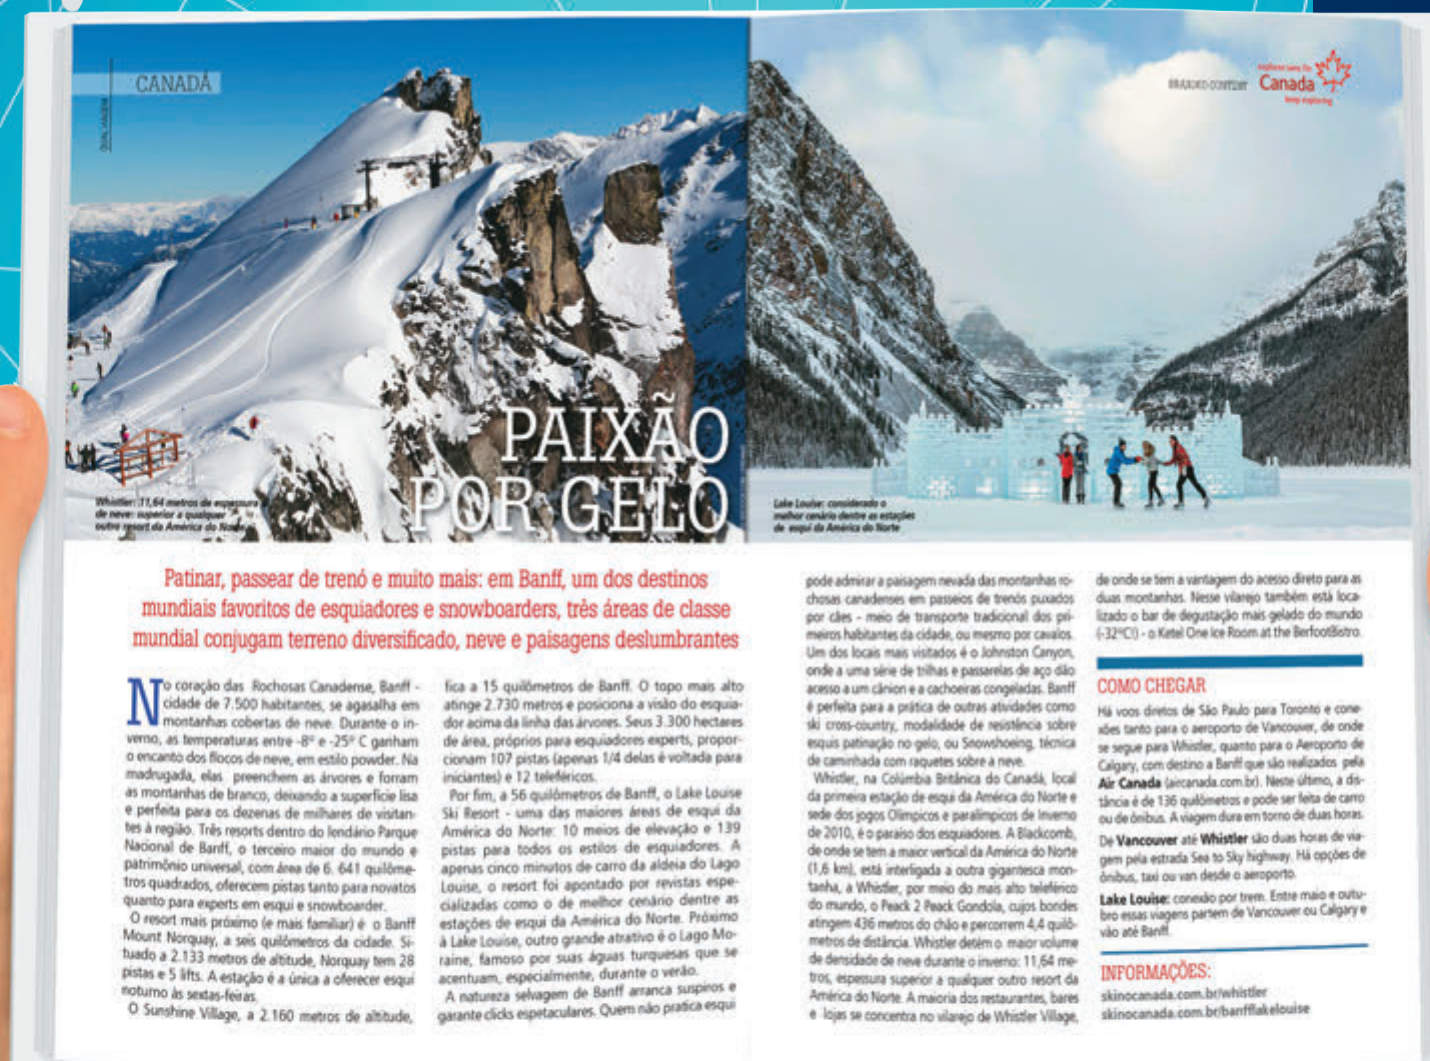 CANADÁ
QUAL VIAGEM
BRANDED CONTENT
Canada
keep exploring
PAIXÃO
POR GELO
Whistler: 11,64 metros de espessura
de neve: superior a qualquer
outro resort da América do Norte
Lake Louise: considerado o
melhor cenário dentre as estações
de esqui da América do Norte
Patinar, passear de trenó e muito mais: em Banff, um dos destinos
mundiais favoritos de esquiadores e snowboarders, três áreas de classe
mundial conjugam terreno diversificado, neve e paisagens deslumbrantes
No coração das Rochosas Canadense, Banff -
cidade de 7.500 habitantes, se agasalha em
montanhas cobertas de neve. Durante o in-
verno, as temperaturas entre -8º e -25º C ganham
o encanto dos flocos de neve, em estilo powder. Na
madrugada, elas preenchem as árvores e forram
as montanhas de branco, deixando a superfície lisa
e perfeita para os dezenas de milhares de visitan-
tes à região. Três resorts dentro do lendário Parque
Nacional de Banff, o terceiro maior do mundo e
patrimônio universal, com área de 6. 641 quilôme-
tros quadrados, oferecem pistas tanto para novatos
quanto para experts em esqui e snowboarder.
O resort mais próximo (e mais familiar) é o Banff
Mount Norquay, a seis quilômetros da cidade. Si-
tuado a 2.133 metros de altitude, Norquay tem 28
pistas e 5 lifts. A estação é a única a oferecer esqui
noturno às sextas-feiras.
O Sunshine Village, a 2.160 metros de altitude,
fica a 15 quilômetros de Banff. O topo mais alto
atinge 2.730 metros e posiciona a visão do esquia-
dor acima da linha das árvores. Seus 3.300 hectares
de área, próprios para esquiadores experts, propor-
cionam 107 pistas (apenas 1/4 delas é voltada para
iniciantes) e 12 teleféricos.
Por fim, a 56 quilômetros de Banff, o Lake Louise
Ski Resort - uma das maiores áreas de esqui da
América do Norte: 10 meios de elevação e 139
pistas para todos os estilos de esquiadores. A
apenas cinco minutos de carro da aldeia do Lago
Louise, o resort foi apontado por revistas espe-
cializadas como o de melhor cenário dentre as
estações de esqui da América do Norte. Próximo
à Lake Louise, outro grande atrativo é o Lago Mo-
raine, famoso por suas águas turquesas que se
acentuam, especialmente, durante o verão.
A natureza selvagem de Banff arranca suspiros e
garante clicks espetaculares. Quem não pratica esqui
pode admirar a paisagem nevada das montanhas ro-
chosas canadenses em passeios de trenós puxados
por cães - meio de transporte tradicional dos pri-
meiros habitantes da cidade, ou mesmo por cavalos.
Um dos locais mais visitados é o Johnston Canyon,
onde a uma série de trilhas e passarelas de aço dão
acesso a um cânion e a cachoeiras congeladas. Banff
é perfeita para a prática de outras atividades como
ski cross-country, modalidade de resistência sobre
esquis patinação no gelo, ou Snowshoeing, técnica
de caminhada com raquetes sobre a neve.
Whistler, na Colúmbia Britânica do Canadá, local
da primeira estação de esqui da América do Norte e
sede dos jogos Olímpicos e paralímpicos de Inverno
de 2010, é o paraíso dos esquiadores. A Blackcomb,
de onde se tem a maior vertical da América do Norte
(1,6 km), está interligada a outra gigantesca mon-
tanha, a Whistler, por meio do mais alto teleférico
do mundo, o Peack 2 Peack Gondola, cujos bondes
atingem 436 metros do chão e percorrem 4,4 quilô-
metros de distância. Whistler detém o maior volume
de densidade de neve durante o inverno: 11,64 me-
tros, espessura superior a qualquer outro resort da
América do Norte. A maioria dos restaurantes, bares
e lojas se concentra no vilarejo de Whistler Village,
de onde se tem a vantagem do acesso direto para as
duas montanhas. Nesse vilarejo também está loca-
lizado o bar de degustação mais gelado do mundo
(-32ºC!) - o Ketel One Ice Room at the BerfootBistro.
COMO CHEGAR
Há voos diretos de São Paulo para Toronto e cone-
xões tanto para o aeroporto de Vancouver, de onde
se segue para Whistler, quanto para o Aeroporto de
Calgary, com destino a Banff que são realizados pela
Air Canada (aircanada.com.br). Neste último, a dis-
tância é de 136 quilômetros e pode ser feita de carro
ou de ônibus. A viagem dura em torno de duas horas.
De Vancouver até Whistler são duas horas de via-
gem pela estrada Sea to Sky highway. Há opções de
ônibus, taxi ou van desde o aeroporto.
Lake Louise: conexão por trem. Entre maio e outu-
bro essas viagens partem de Vancouver ou Calgary e
vão até Banff.
INFORMAÇÕES:
skinocanada.com.br/whistler
skinocanada.com.br/banfflakelouise